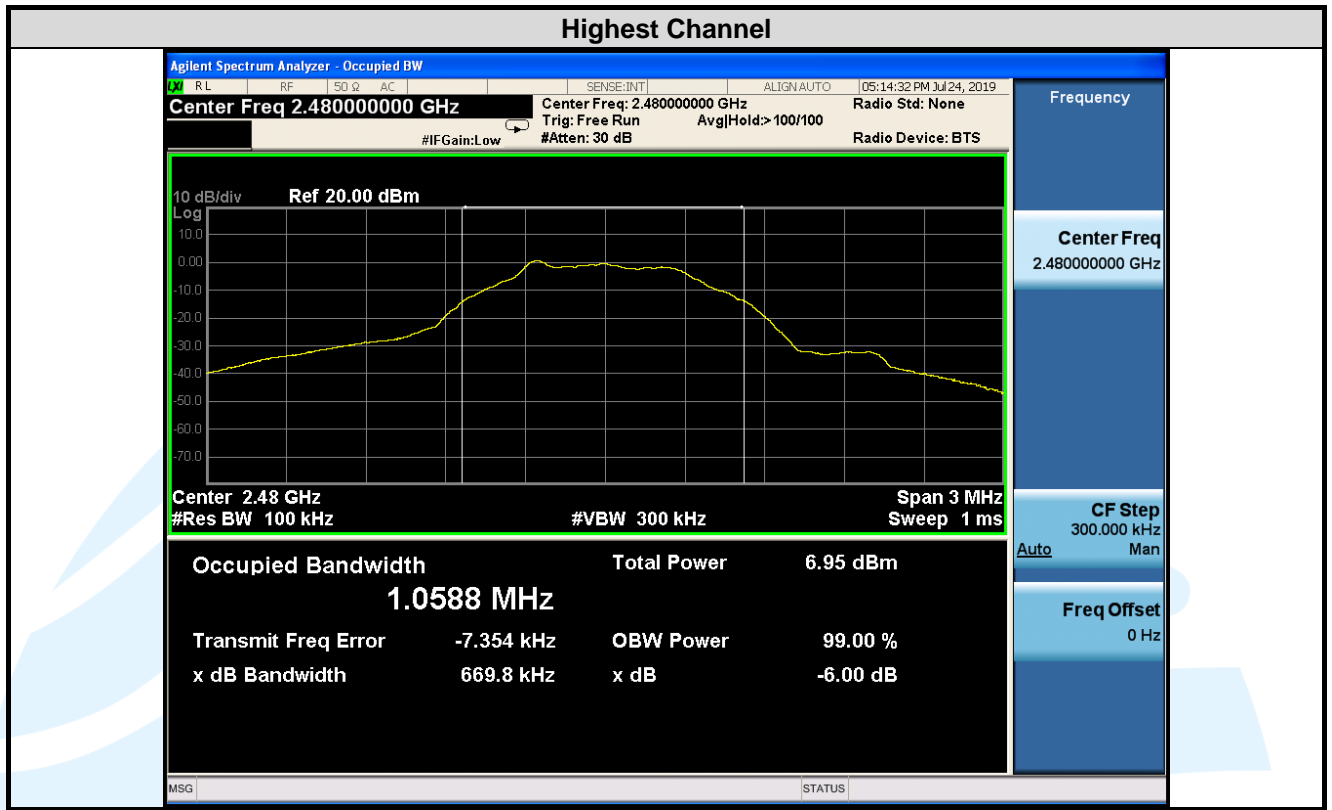 Highest Channel
Agilent Spectrum Analyzer - Occupied BW
LXI RL RF 50 Ω AC SENSE:INT ALIGN AUTO 05:14:32 PM Jul 24, 2019
Center Freq 2.480000000 GHz
Center Freq: 2.480000000 GHz Radio Std: None
Trig: Free Run Avg|Hold:>100/100
#IFGain:Low #Atten: 30 dB Radio Device: BTS
10 dB/div Ref 20.00 dBm
Log
10.0
0.00
-10.0
-20.0
-30.0
-40.0
-50.0
-60.0
-70.0
Center 2.48 GHz Span 3 MHz
#Res BW 100 kHz #VBW 300 kHz Sweep 1 ms
Occupied Bandwidth Total Power 6.95 dBm
1.0588 MHz
Transmit Freq Error -7.354 kHz OBW Power 99.00 %
x dB Bandwidth 669.8 kHz x dB -6.00 dB
MSG STATUS
Frequency
Center Freq
2.480000000 GHz
CF Step
300.000 kHz
Auto Man
Freq Offset
0 Hz